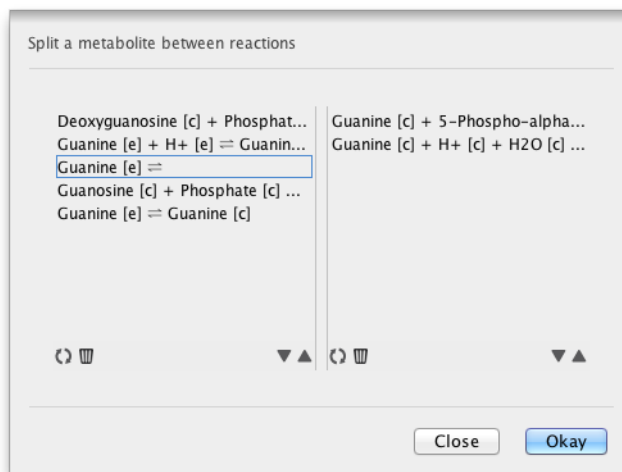 Split a metabolite between reactions
Deoxyguanosine [c] + Phosphat...
Guanine [e] + H+ [e] ⇌ Guanin...
Guanine [e] ⇌
Guanosine [c] + Phosphate [c] ...
Guanine [e] ⇌ Guanine [c]
Guanine [c] + 5-Phospho-alpha...
Guanine [c] + H+ [c] + H2O [c] ...
Close
Okay